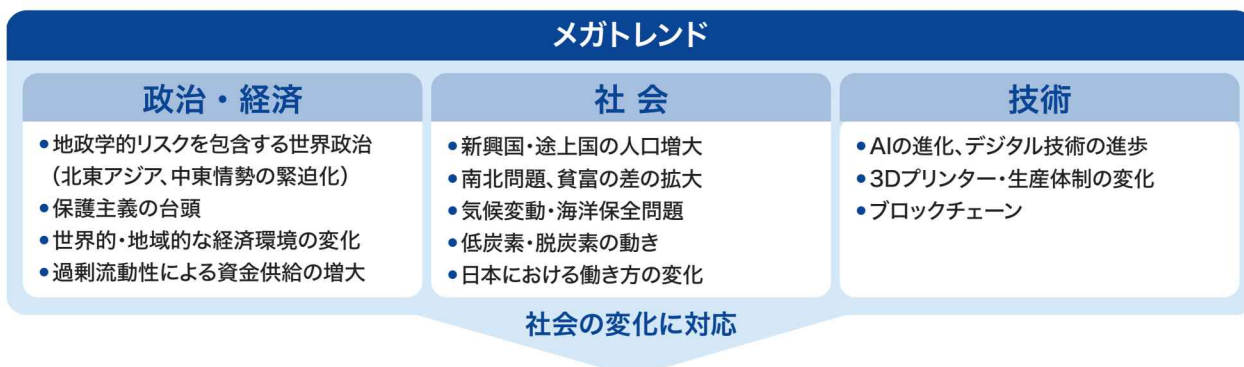 メガトレンド
政治・経済
●地政学的リスクを包含する世界政治
（北東アジア、中東情勢の緊迫化）
●保護主義の台頭
●世界的・地域的な経済環境の変化
●過剰流動性による資金供給の増大
社会
●新興国・途上国の人口増大
●南北問題、貧富の差の拡大
●気候変動・海洋保全問題
●低炭素・脱炭素の動き
●日本における働き方の変化
技術
●AIの進化、デジタル技術の進歩
●3Dプリンター・生産体制の変化
●ブロックチェーン
社会の変化に対応